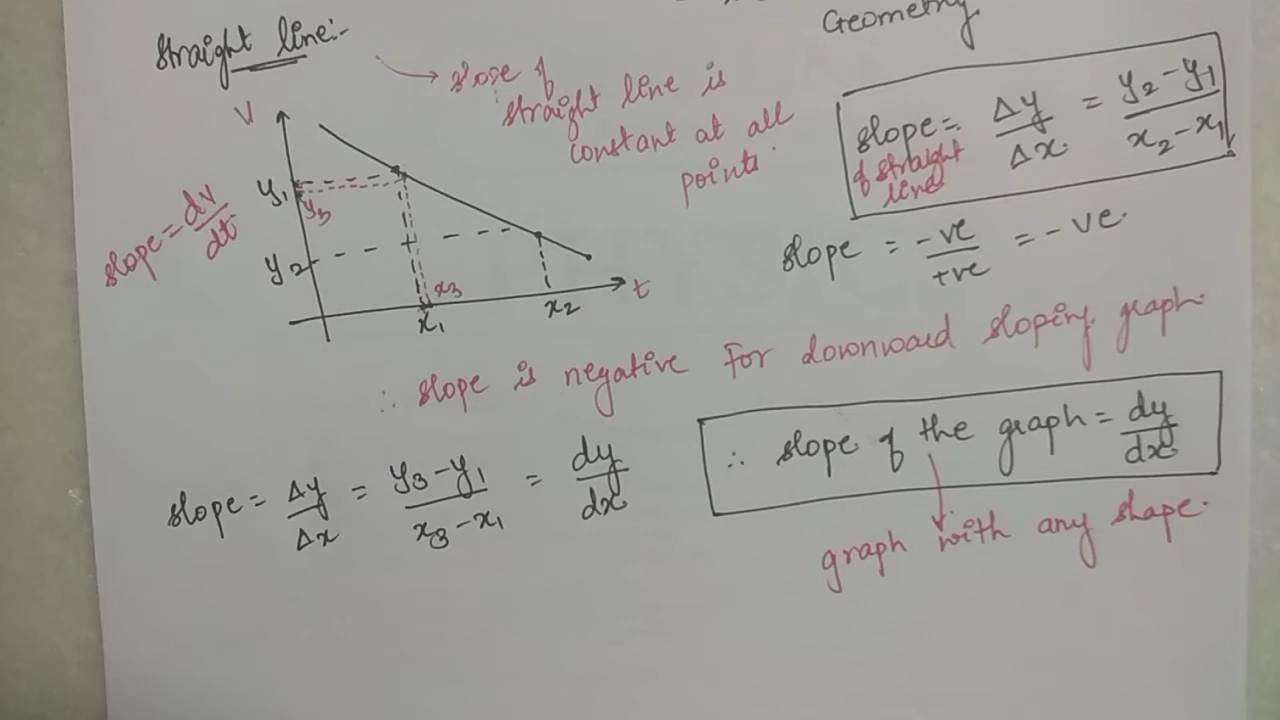 Geometry
Straight line:-
→ slope of
straight line is
constant at all
points.
slope = Δy/Δx = y₂-y₁/x₂-x₁
of straight
line
V
y₁
y₃
y₂
x₁
x₃
x₂
t
slope = dv/dt
slope = -ve/+ve = -ve.
∴ slope is negative for downward sloping graph.
slope = Δy/Δx = y₃-y₁/x₃-x₁ = dy/dx
∴ slope of the graph = dy/dx
graph with any shape.